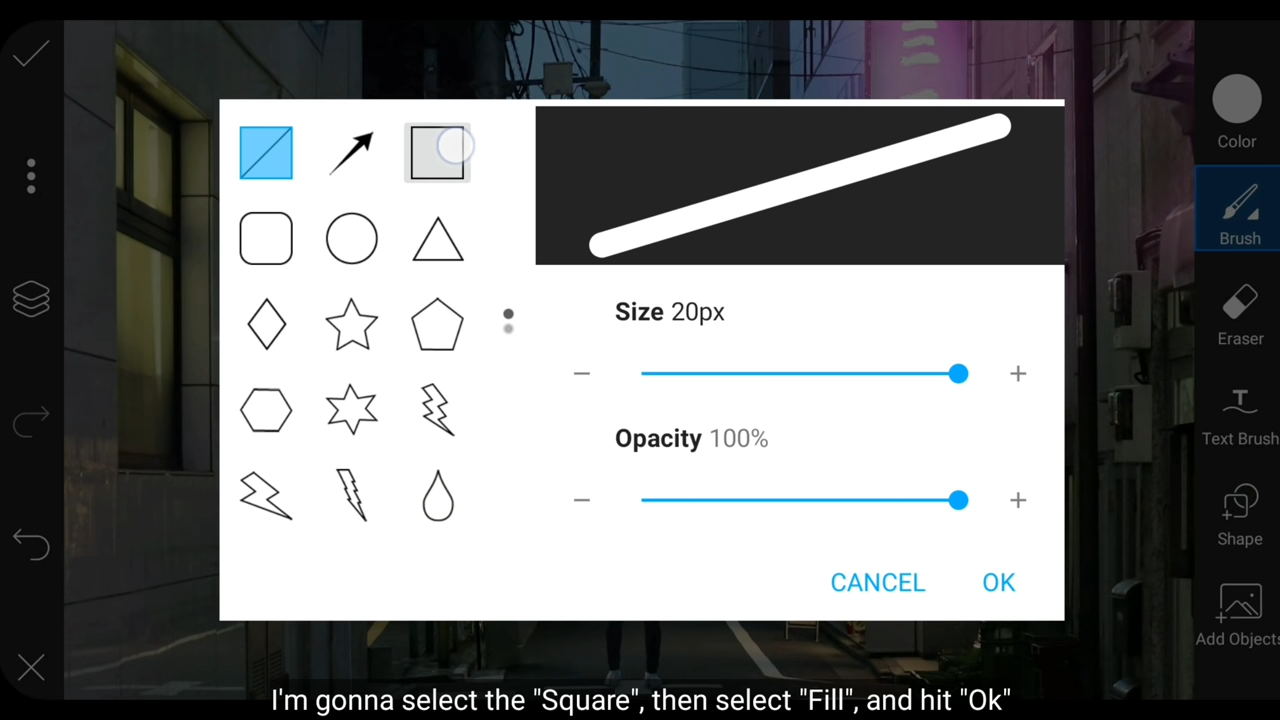 Color
Brush
Eraser
Text Brush
Shape
Add Objects
Size 20px
Opacity 100%
CANCEL OK
I'm gonna select the "Square", then select "Fill", and hit "Ok"